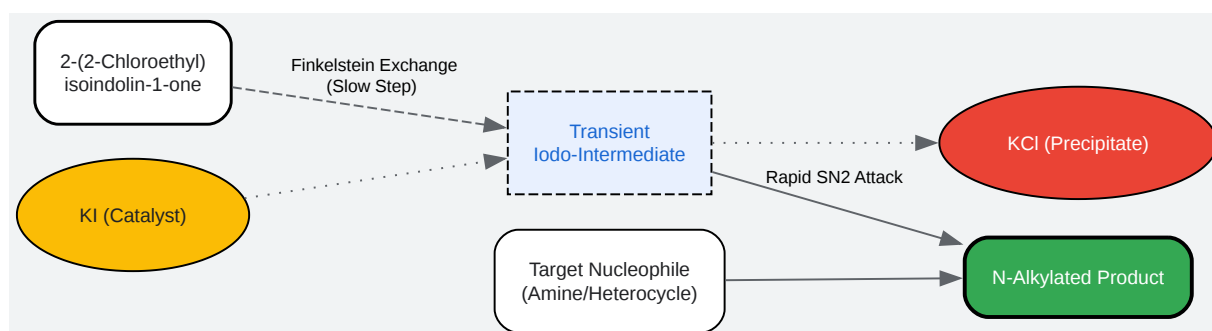 2-(2-Chloroethyl)
isoindolin-1-one
Finkelstein Exchange
(Slow Step)
Transient
Iodo-Intermediate
KCl (Precipitate)
KI (Catalyst)
Rapid SN2 Attack
Target Nucleophile
(Amine/Heterocycle)
N-Alkylated Product